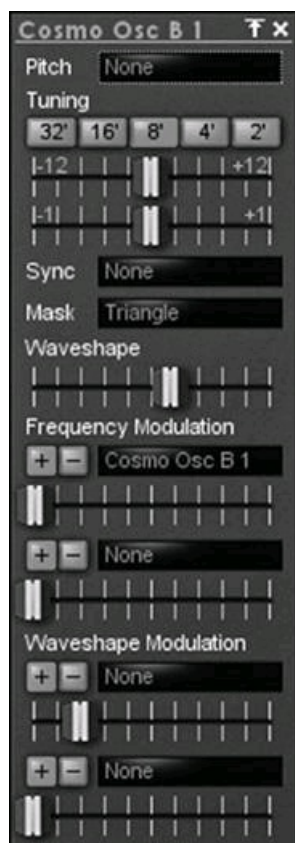 Cosmo Osc B 1
Pitch None
Tuning
32' 16' 8' 4' 2'
-12 +12
-1 +1
Sync None
Mask Triangle
Waveshape
Frequency Modulation
+ − Cosmo Osc B 1
+ − None
Waveshape Modulation
+ − None
+ − None